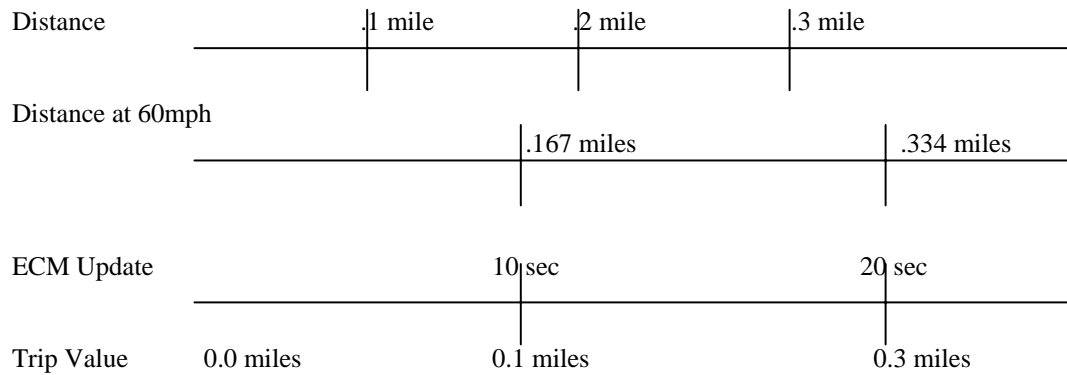 Distance .1 mile .2 mile .3 mile
Distance at 60mph
.167 miles .334 miles
ECM Update 10 sec 20 sec
Trip Value 0.0 miles 0.1 miles 0.3 miles